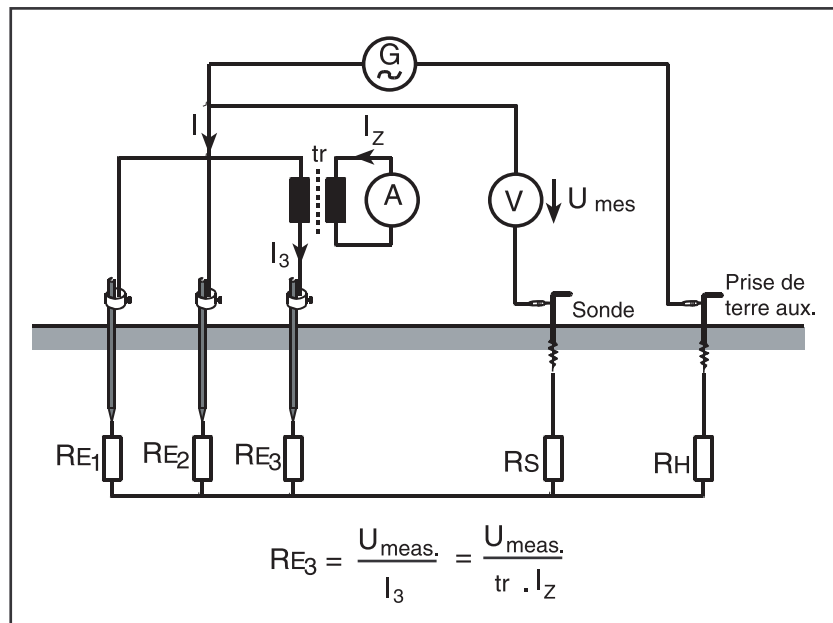 G
I
tr
I_Z
A
V
U mes
I_3
Sonde
Prise de
terre aux.
RE1
RE2
RE3
RS
RH
RE3 = U meas. / I_3 = U meas. / tr . I_Z